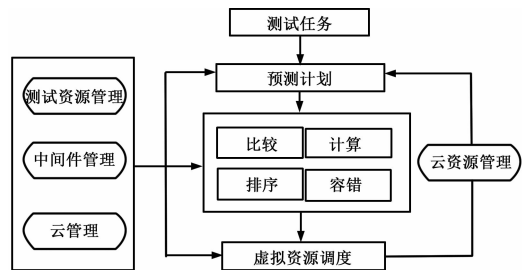 测试任务
预测计划
测试资源管理
中间件管理
云管理
比较
计算
排序
容错
云资源管理
虚拟资源调度